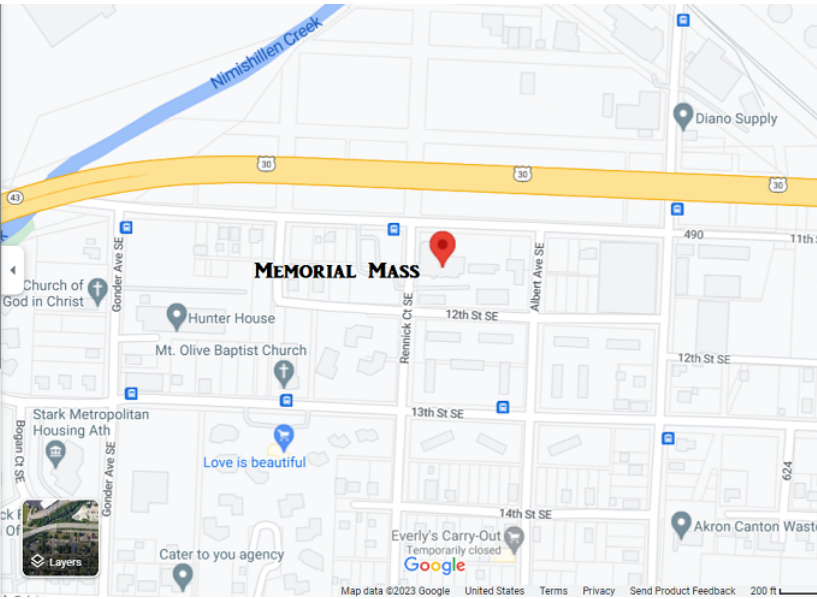 Nimishillen Creek
Diano Supply
30
30
30
43
490
11th
Gonder Ave SE
MEMORIAL MASS
Albert Ave SE
Church of
God in Christ
Hunter House
Rennick Ct SE
12th St SE
Mt. Olive Baptist Church
12th St SE
13th St SE
Stark Metropolitan
Housing Ath
Bogan Ct SE
Gonder Ave SE
Love is beautiful
624
14th St SE
Akron Canton Waste
Everly's Carry-Out
Temporarily closed
Google
Layers
Cater to you agency
Map data ©2023 Google United States Terms Privacy Send Product Feedback 200 ft